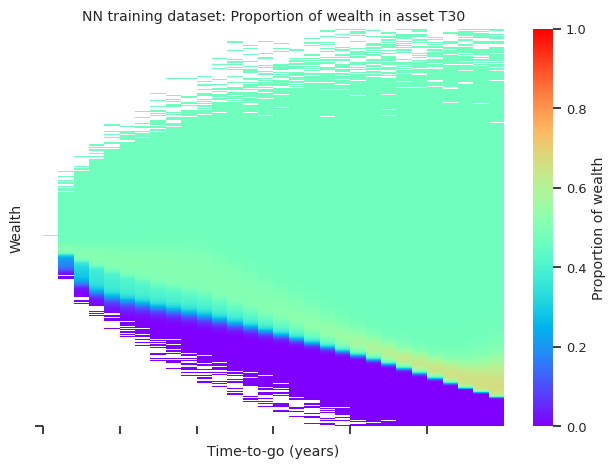 NN training dataset: Proportion of wealth in asset T30
Wealth
Time-to-go (years)
1.0
0.8
0.6
0.4
0.2
0.0
Proportion of wealth